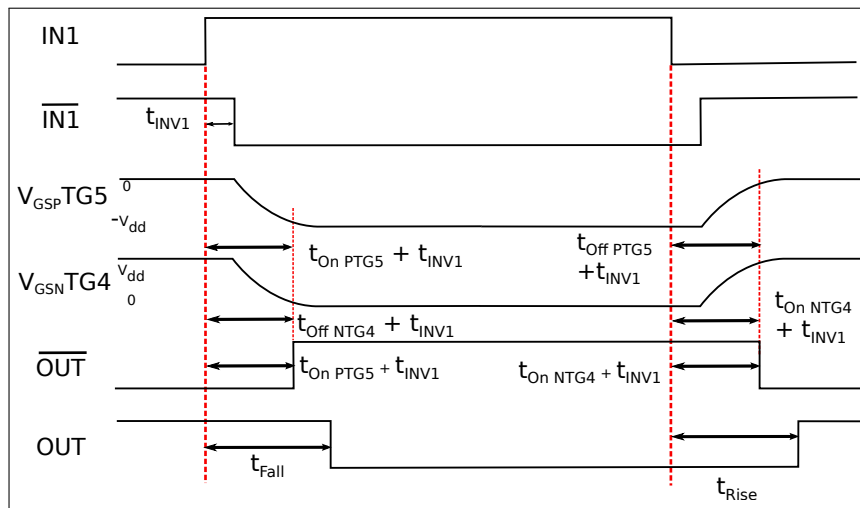 IN1
IN1
tINV1
VGSPTG5
0
-Vdd
tOn PTG5 + tINV1
tOff PTG5
+tINV1
VGSNTG4
Vdd
0
tOff NTG4 + tINV1
tOn NTG4
+ tINV1
OUT
tOn PTG5 + tINV1
tOn NTG4 + tINV1
OUT
tFall
tRise